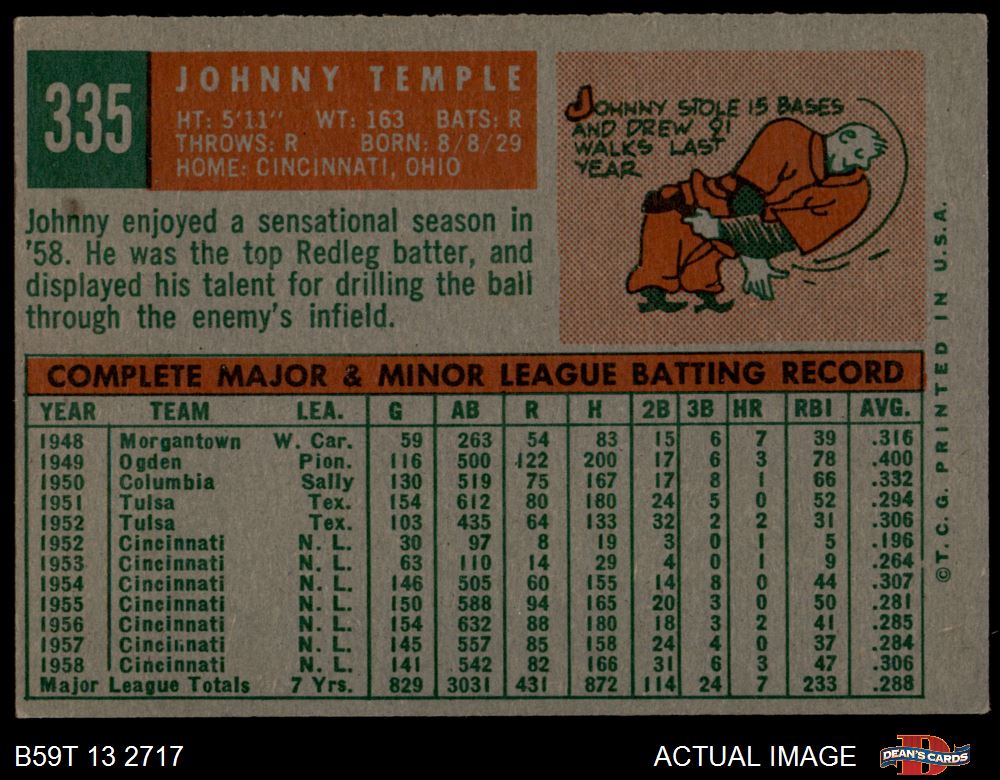 335
JOHNNY TEMPLE
HT: 5'11" WT: 163 BATS: R
THROWS: R BORN: 8/8/29
HOME: CINCINNATI, OHIO
JOHNNY STOLE 15 BASES
AND DREW 91
WALKS LAST
YEAR
Johnny enjoyed a sensational season in
'58. He was the top Redleg batter, and
displayed his talent for drilling the ball
through the enemy's infield.
COMPLETE MAJOR & MINOR LEAGUE BATTING RECORD
YEAR TEAM LEA. G AB R H 2B 3B HR RBI AVG.
1948 Morgantown W. Car. 59 263 54 83 15 6 7 39 .316
1949 Ogden Pion. 116 500 122 200 17 6 3 78 .400
1950 Columbia Sally 130 519 75 167 17 8 1 66 .332
1951 Tulsa Tex. 154 612 80 180 24 5 0 52 .294
1952 Tulsa Tex. 103 435 64 133 32 2 2 31 .306
1952 Cincinnati N. L. 30 97 8 19 3 0 1 5 .196
1953 Cincinnati N. L. 63 110 14 29 4 0 1 9 .264
1954 Cincinnati N. L. 146 505 60 155 14 8 0 44 .307
1955 Cincinnati N. L. 150 588 94 165 20 3 0 50 .281
1956 Cincinnati N. L. 154 632 88 180 18 3 2 41 .285
1957 Cincinnati N. L. 145 557 85 158 24 4 0 37 .284
1958 Cincinnati N. L. 141 542 82 166 31 6 3 47 .306
Major League Totals 7 Yrs. 829 3031 431 872 114 24 7 233 .288
© T. C. G. PRINTED IN U.S.A.
B59T 13 2717
ACTUAL IMAGE
D
DEAN'S CARDS